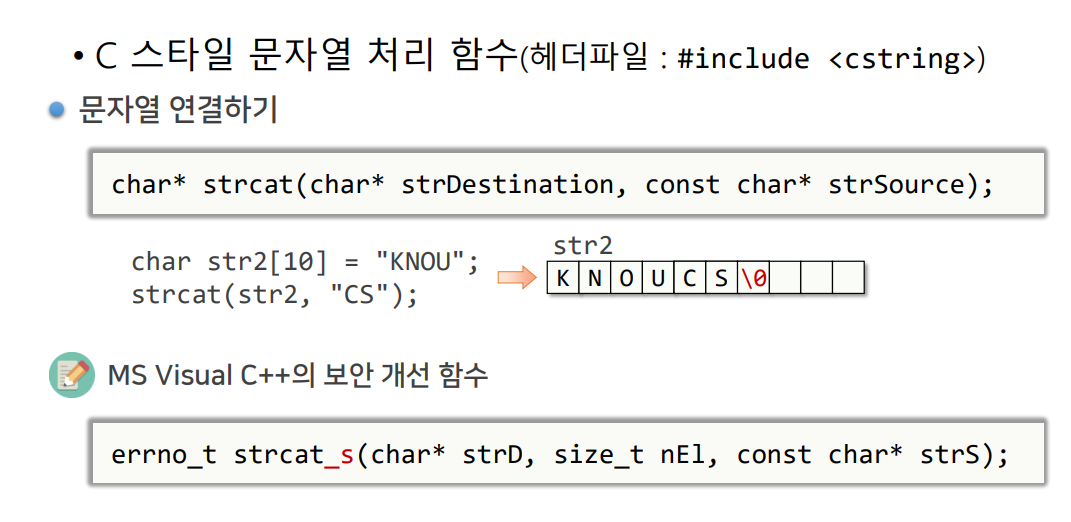 • C 스타일 문자열 처리 함수(헤더파일 : #include <cstring>)
문자열 연결하기
char* strcat(char* strDestination, const char* strSource);
char str2[10] = "KNOU";
strcat(str2, "CS");
str2
K N O U C S \0
MS Visual C++의 보안 개선 함수
errno_t strcat_s(char* strD, size_t nEl, const char* strS);